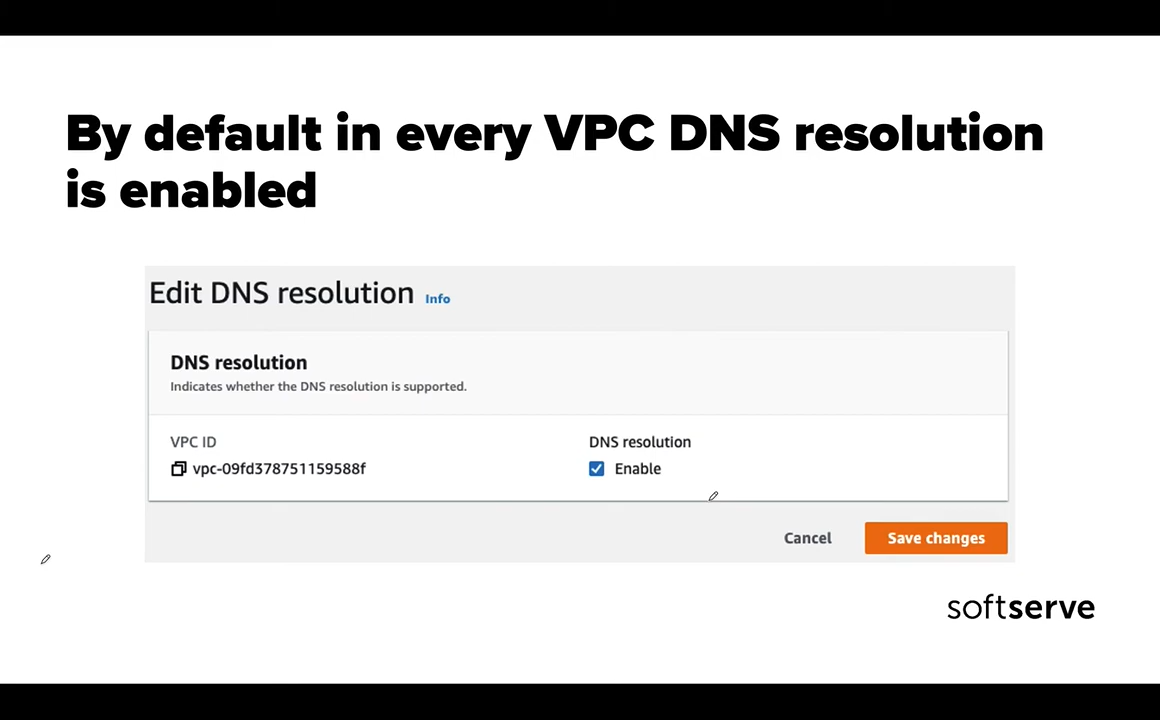 By default in every VPC DNS resolution
is enabled
Edit DNS resolution Info
DNS resolution
Indicates whether the DNS resolution is supported.
VPC ID
vpc-09fd378751159588f
DNS resolution
Enable
Cancel
Save changes
softserve